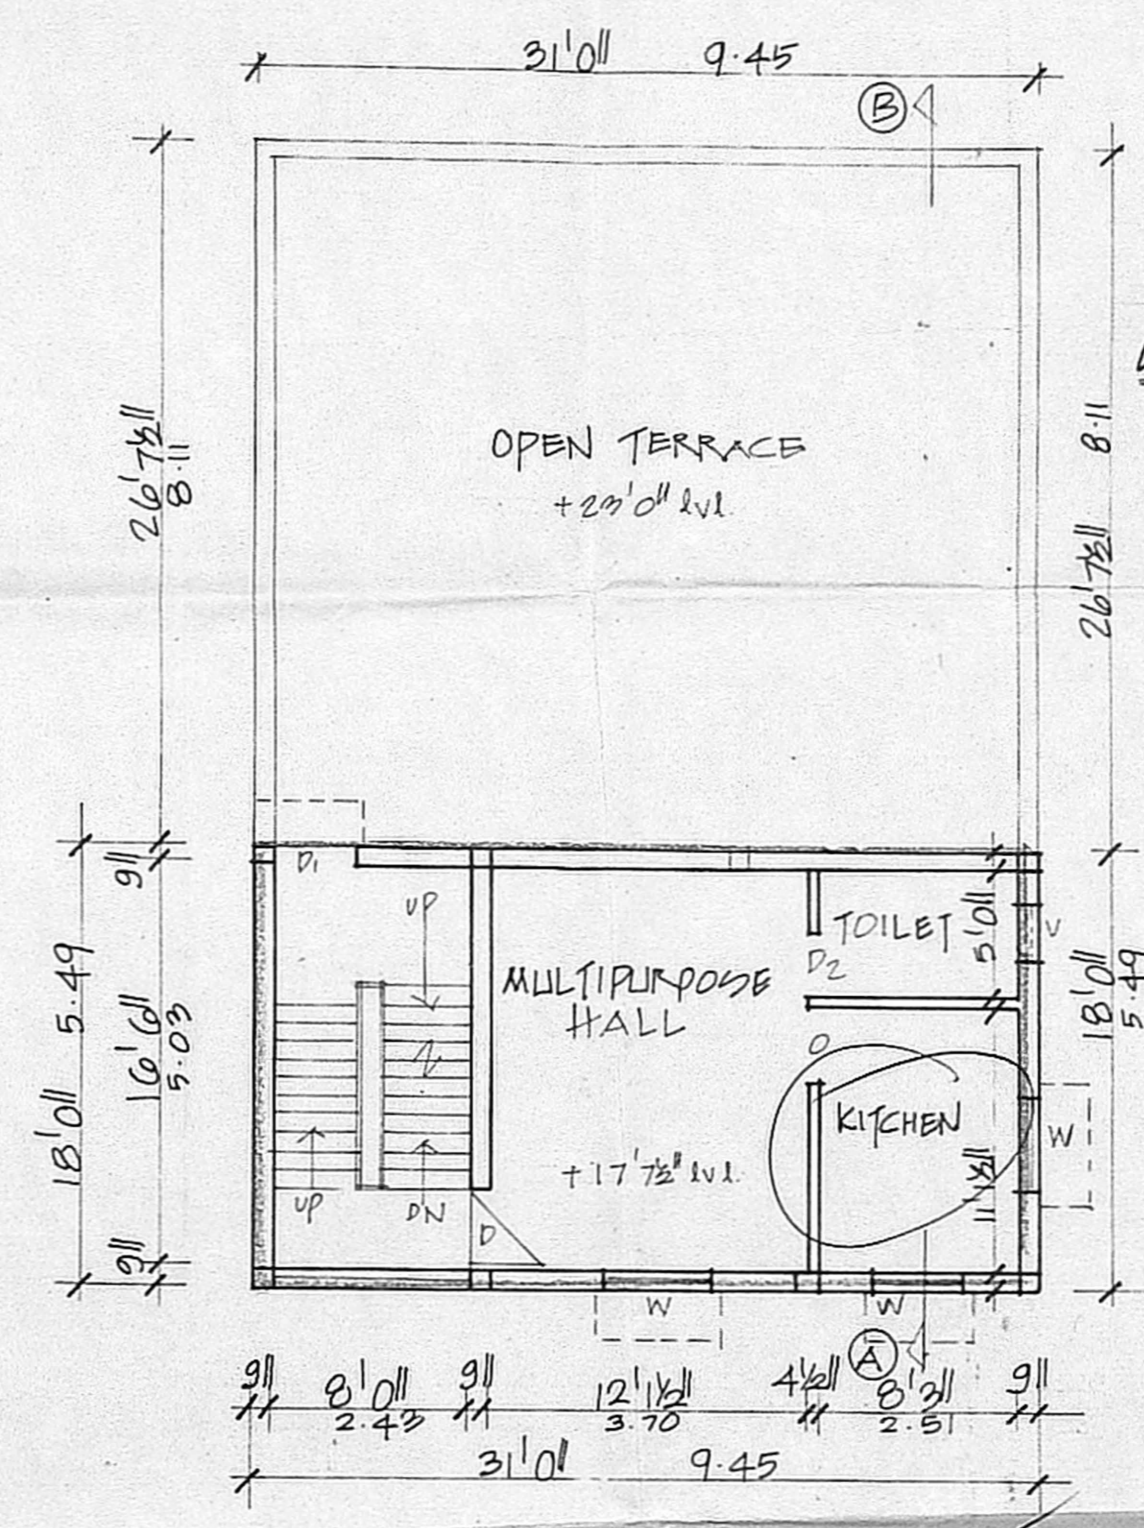 31'0" 9.45
B
26'7½"
8.11
8.11
26'7½"
OPEN TERRACE
+23'0" lvl.
D1
9"
UP
TOILET
5'0"
V
D2
MULTIPURPOSE
HALL
18'0" 5.49
16'6"
5.03
18'0"
5.49
O
KITCHEN
W
11'1½"
+17'7½" lvl.
UP
D'N
D
9"
W
W
A
9" 8'0" 9" 12'1½" 4½" 8'3" 9"
2.43 3.70 2.51
31'0" 9.45